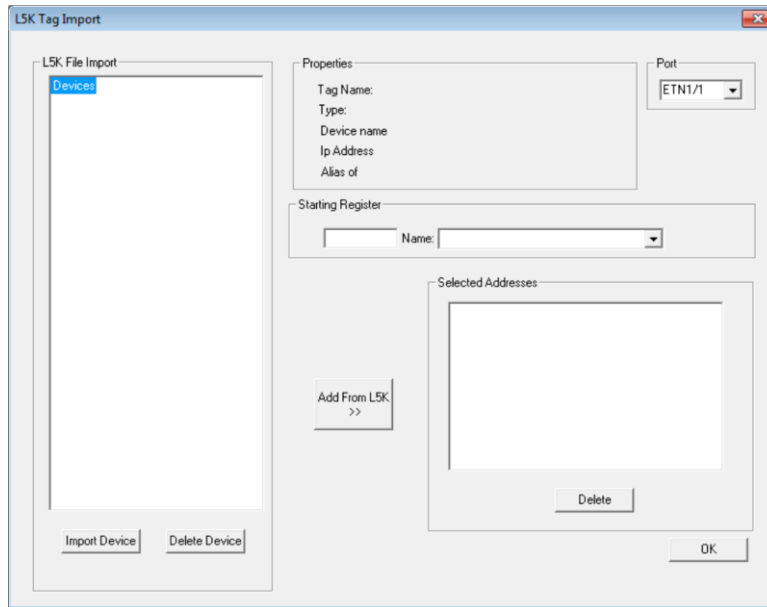 L5K Tag Import
L5K File Import
Devices
Import Device
Delete Device
Properties
Tag Name:
Type:
Device name
Ip Address
Alias of
Port
ETN1/1
Starting Register
Name:
Add From L5K
>>
Selected Addresses
Delete
OK